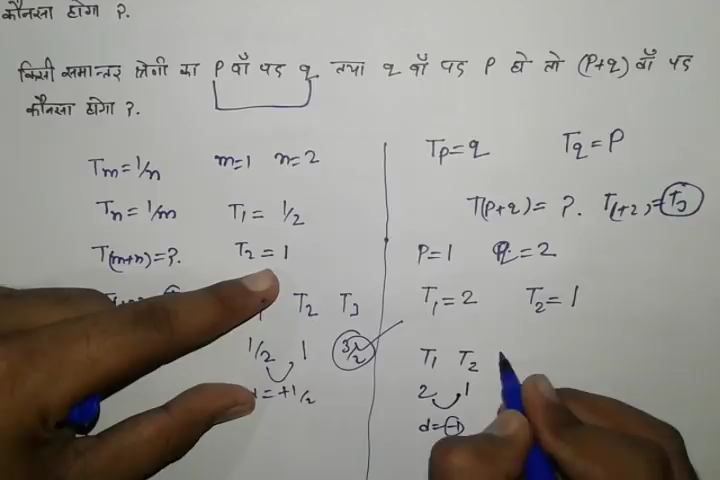 कौनसा होगा ?.
किसी समान्तर श्रेणी का P वाँ पद q तथा q वाँ पद P हो तो (P+q) वाँ पद
कौनसा होगा ?.
Tm = 1/n m=1 n=2
Tn = 1/m T1 = 1/2
T(m+n)=?. T2 = 1
T2 T3
1/2 1 3/2
= +1/2
Tp = q Tq = P
T(P+q) = ?. T(1+2) = T3
P=1 q=2
T1 = 2 T2 = 1
T1 T2
2 1
d = -1